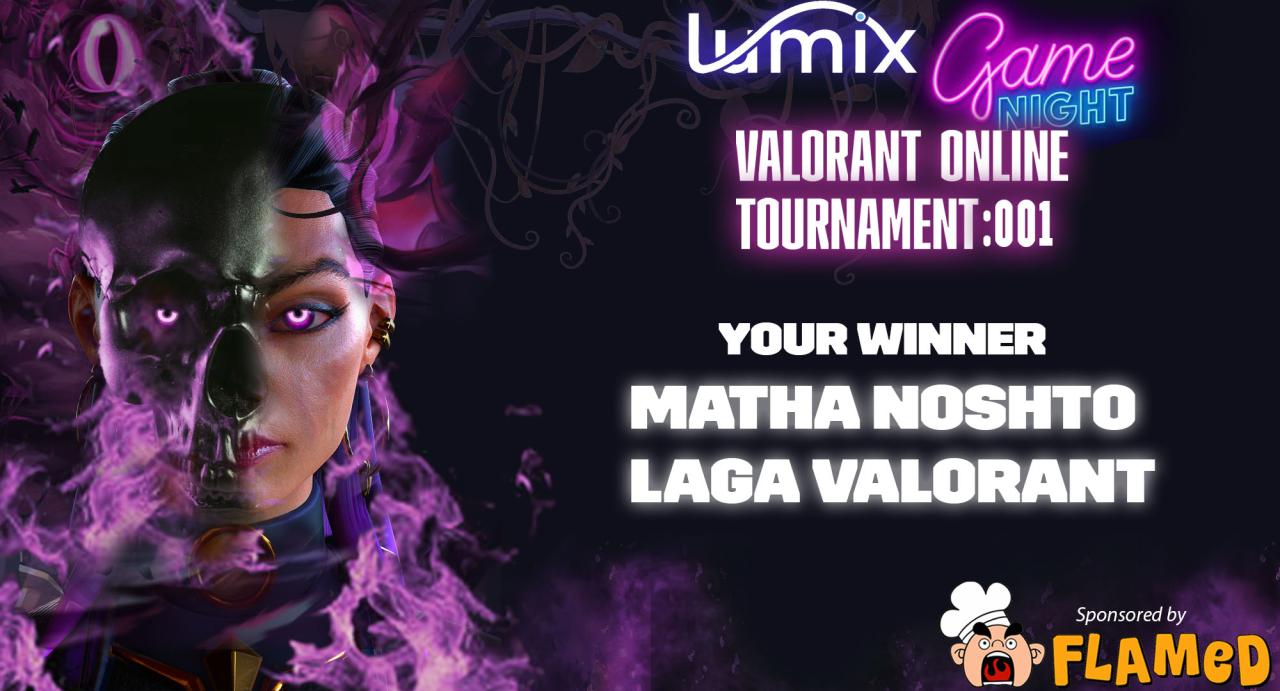 Lumix Game
NIGHT
VALORANT ONLINE
TOURNAMENT:001
YOUR WINNER
MATHA NOSHTO
LAGA VALORANT
Sponsored by
FLAMeD